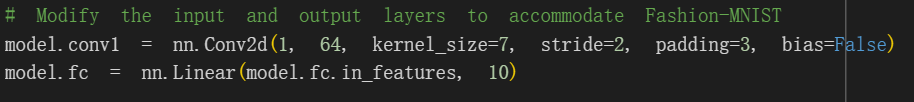 # Modify the input and output layers to accommodate Fashion-MNIST
model.conv1 = nn.Conv2d(1, 64, kernel_size=7, stride=2, padding=3, bias=False)
model.fc = nn.Linear(model.fc.in_features, 10)